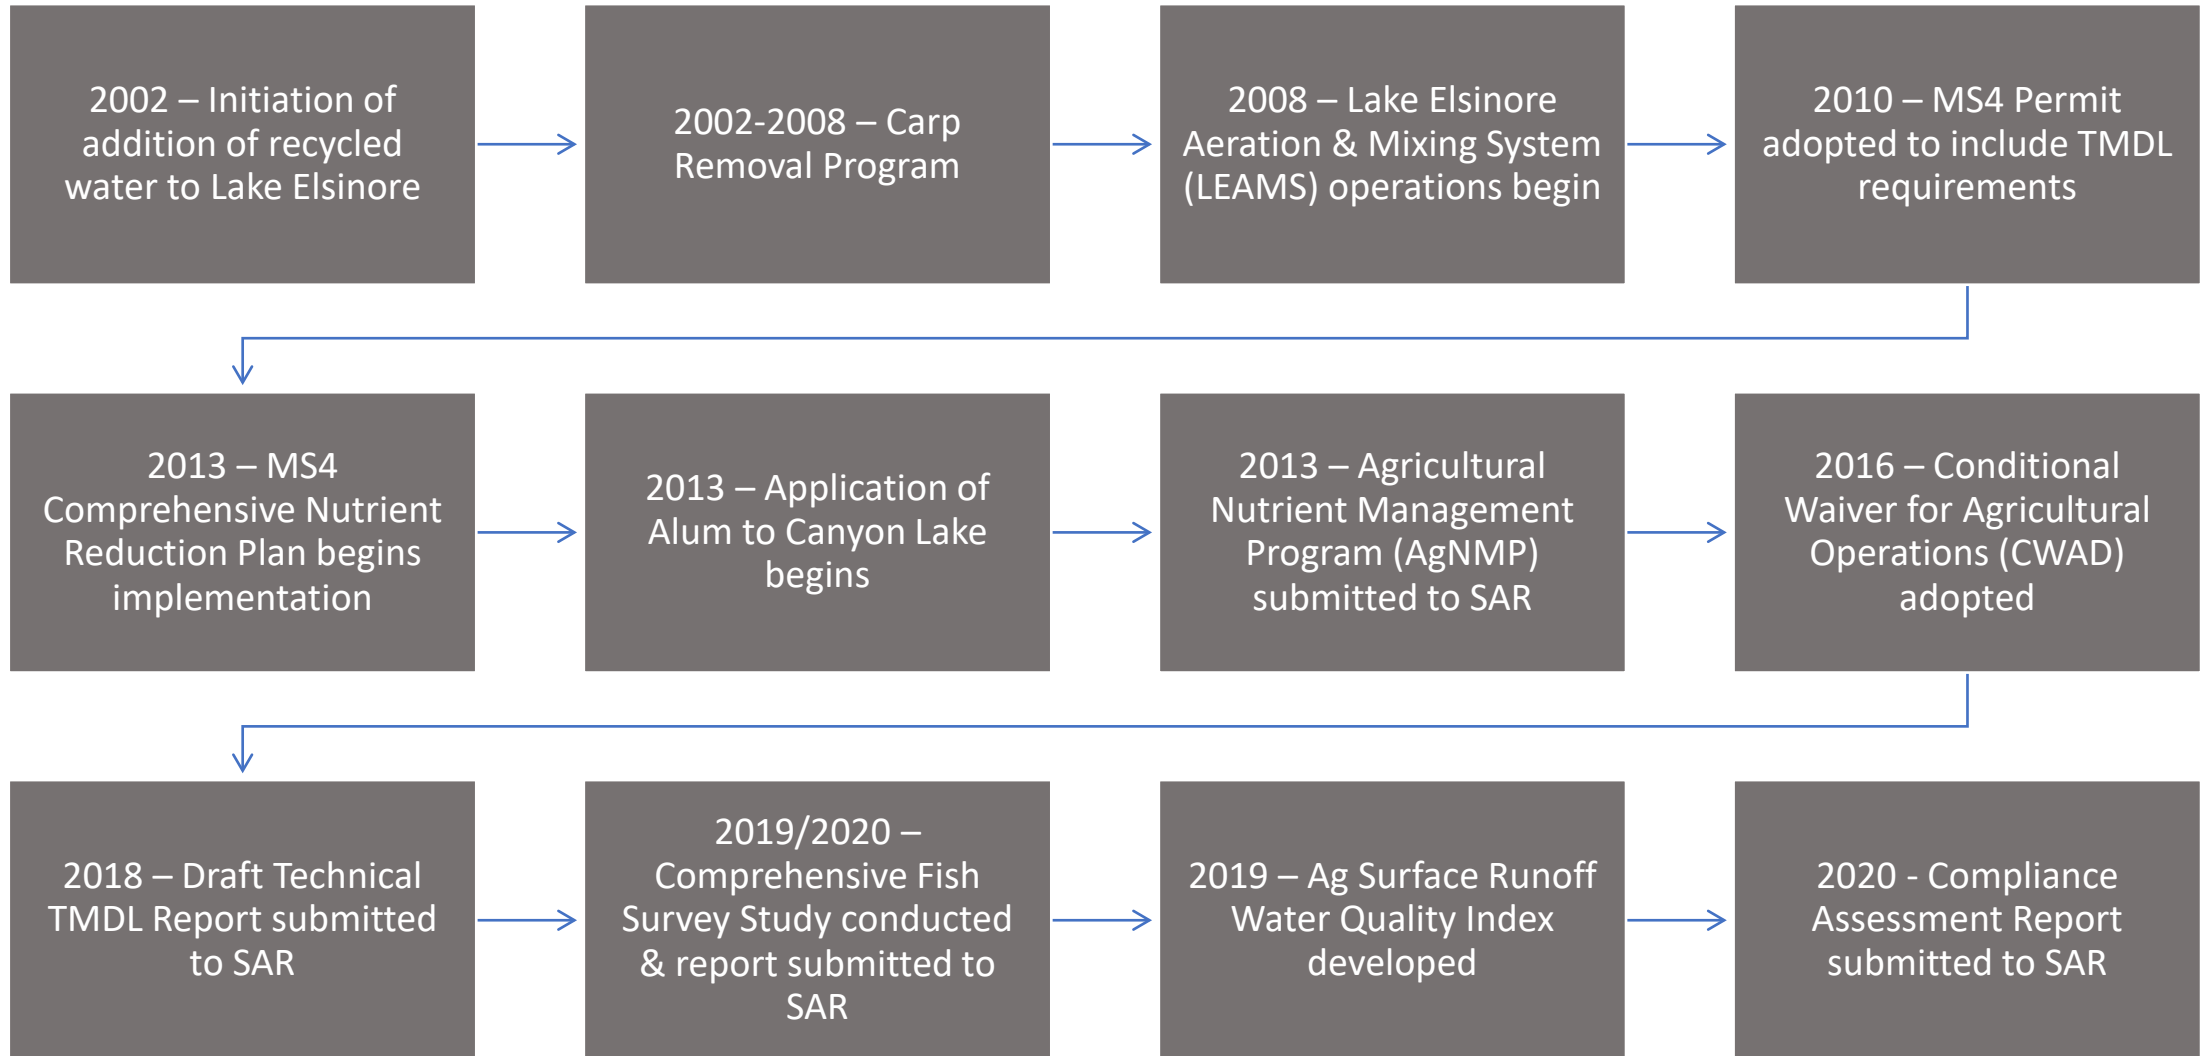 2002 – Initiation of
addition of recycled
water to Lake Elsinore
2002-2008 – Carp
Removal Program
2008 – Lake Elsinore
Aeration & Mixing System
(LEAMS) operations begin
2010 – MS4 Permit
adopted to include TMDL
requirements
2013 – MS4
Comprehensive Nutrient
Reduction Plan begins
implementation
2013 – Application of
Alum to Canyon Lake
begins
2013 – Agricultural
Nutrient Management
Program (AgNMP)
submitted to SAR
2016 – Conditional
Waiver for Agricultural
Operations (CWAD)
adopted
2018 – Draft Technical
TMDL Report submitted
to SAR
2019/2020 –
Comprehensive Fish
Survey Study conducted
& report submitted to
SAR
2019 – Ag Surface Runoff
Water Quality Index
developed
2020 - Compliance
Assessment Report
submitted to SAR